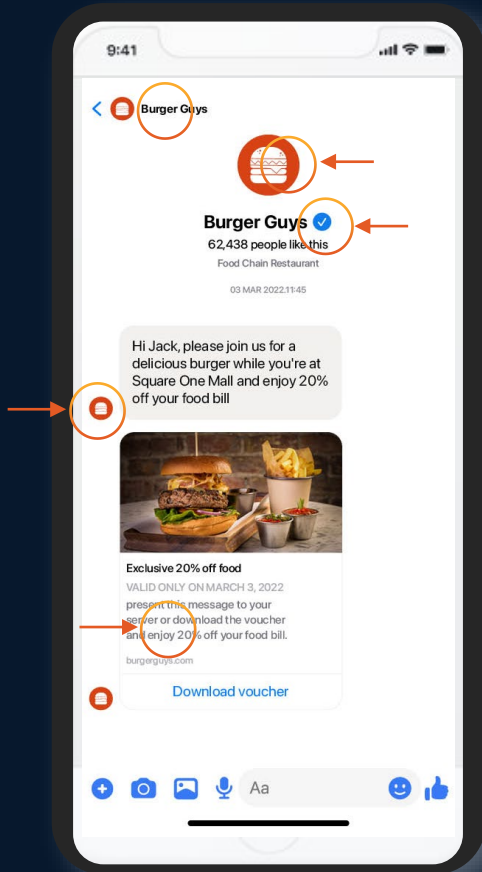 9:41
Burger Guys
Burger Guys
62,438 people like this
Food Chain Restaurant
03 MAR 2022.11:45
Hi Jack, please join us for a
delicious burger while you're at
Square One Mall and enjoy 20%
off your food bill
Exclusive 20% off food
VALID ONLY ON MARCH 3, 2022
present this message to your
server or download the voucher
and enjoy 20% off your food bill.
burgerguys.com
Download voucher
Aa